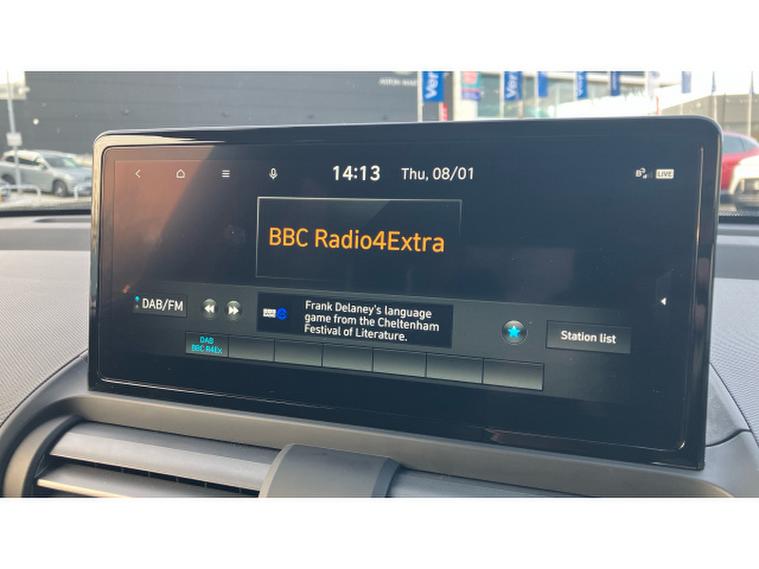 14:13 Thu, 08/01
LIVE
BBC Radio4Extra
DAB/FM
Frank Delaney's language
game from the Cheltenham
Festival of Literature.
Station list
DAB
BBC R4Ex